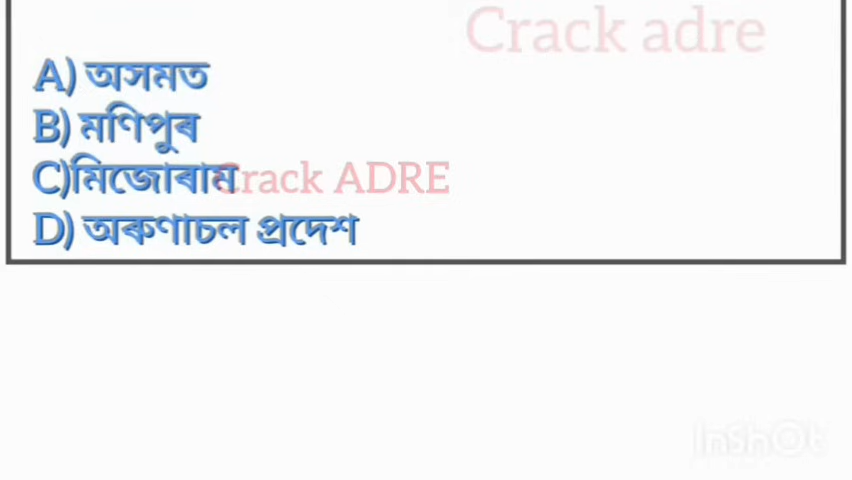 Crack adre
A) অসমত
B) মণিপুৰ
C)মিজোৰাম Crack ADRE
D) অৰুণাচল প্ৰদেশ
InShOt